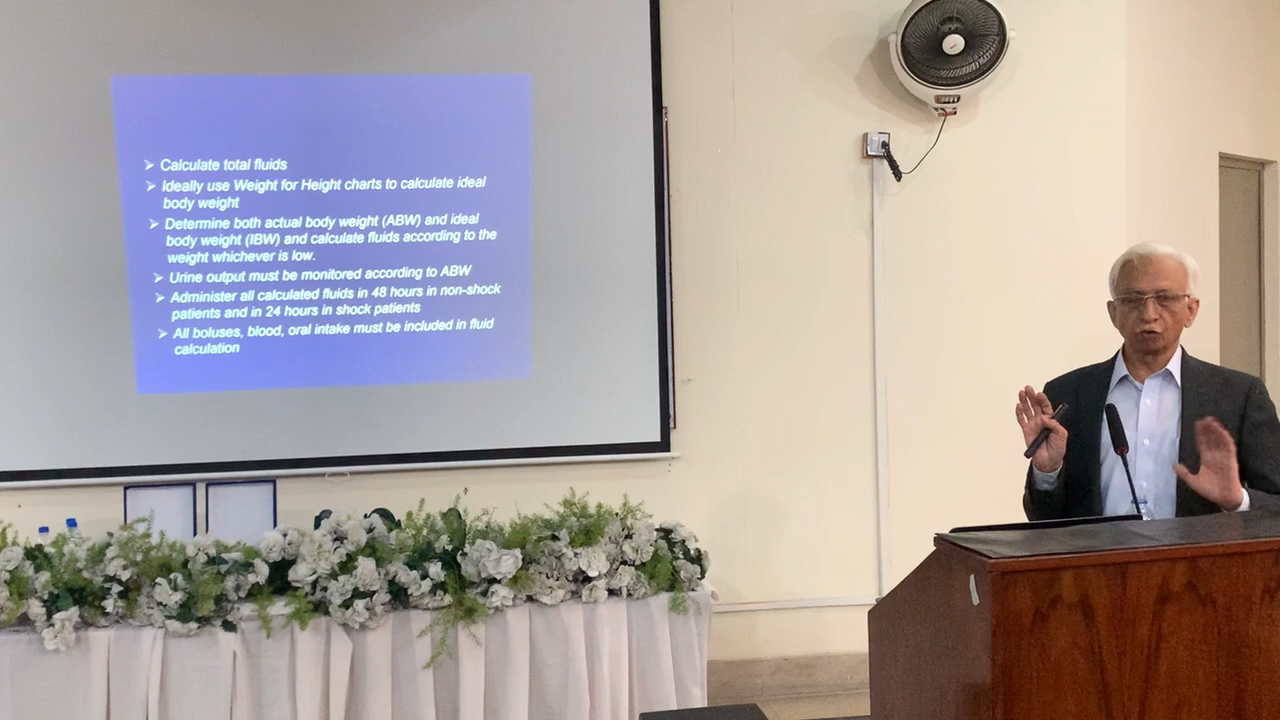 ➢ Calculate total fluids
➢ Ideally use Weight for Height charts to calculate ideal
body weight
➢ Determine both actual body weight (ABW) and ideal
body weight (IBW) and calculate fluids according to the
weight whichever is low.
➢ Urine output must be monitored according to ABW
➢ Administer all calculated fluids in 48 hours in non-shock
patients and in 24 hours in shock patients
➢ All boluses, blood, oral intake must be included in fluid
calculation